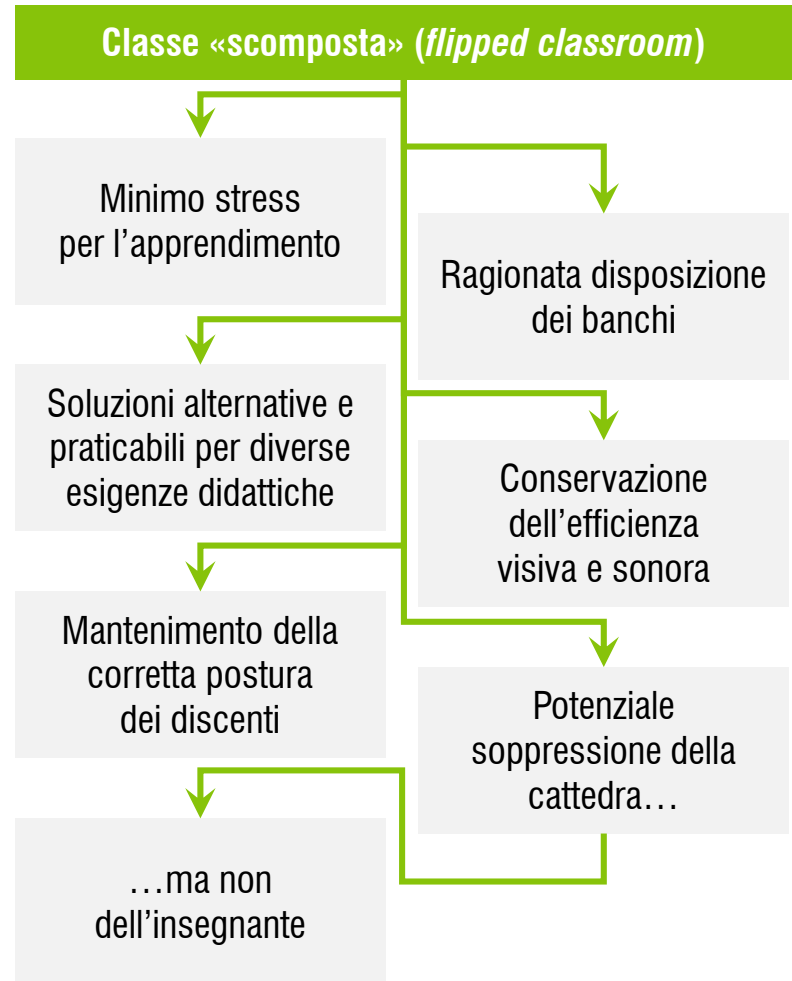 Classe «scomposta» (flipped classroom)
Minimo stress
per l’apprendimento
Ragionata disposizione
dei banchi
Soluzioni alternative e
praticabili per diverse
esigenze didattiche
Conservazione
dell’efficienza
visiva e sonora
Mantenimento della
corretta postura
dei discenti
Potenziale
soppressione della
cattedra…
…ma non
dell’insegnante